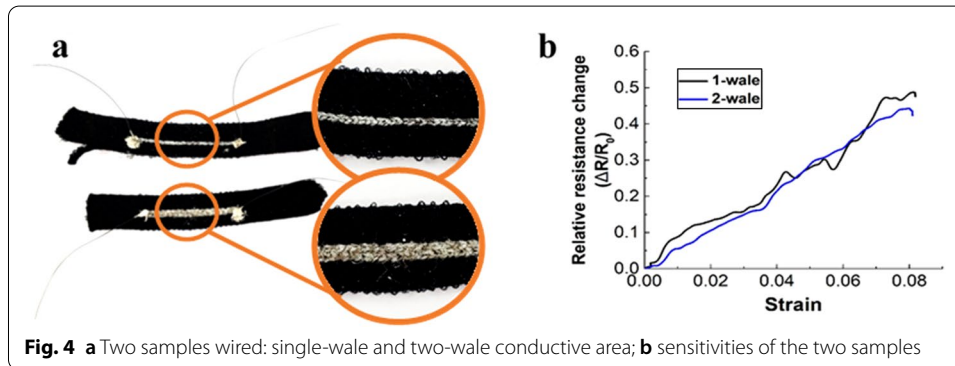 a
b
0.6
0.5
0.4
0.3
0.2
0.1
0.0
Relative resistance change
(ΔR/R0)
1-wale
2-wale
0.00 0.02 0.04 0.06 0.08
Strain
Fig. 4 a Two samples wired: single-wale and two-wale conductive area; b sensitivities of the two samples